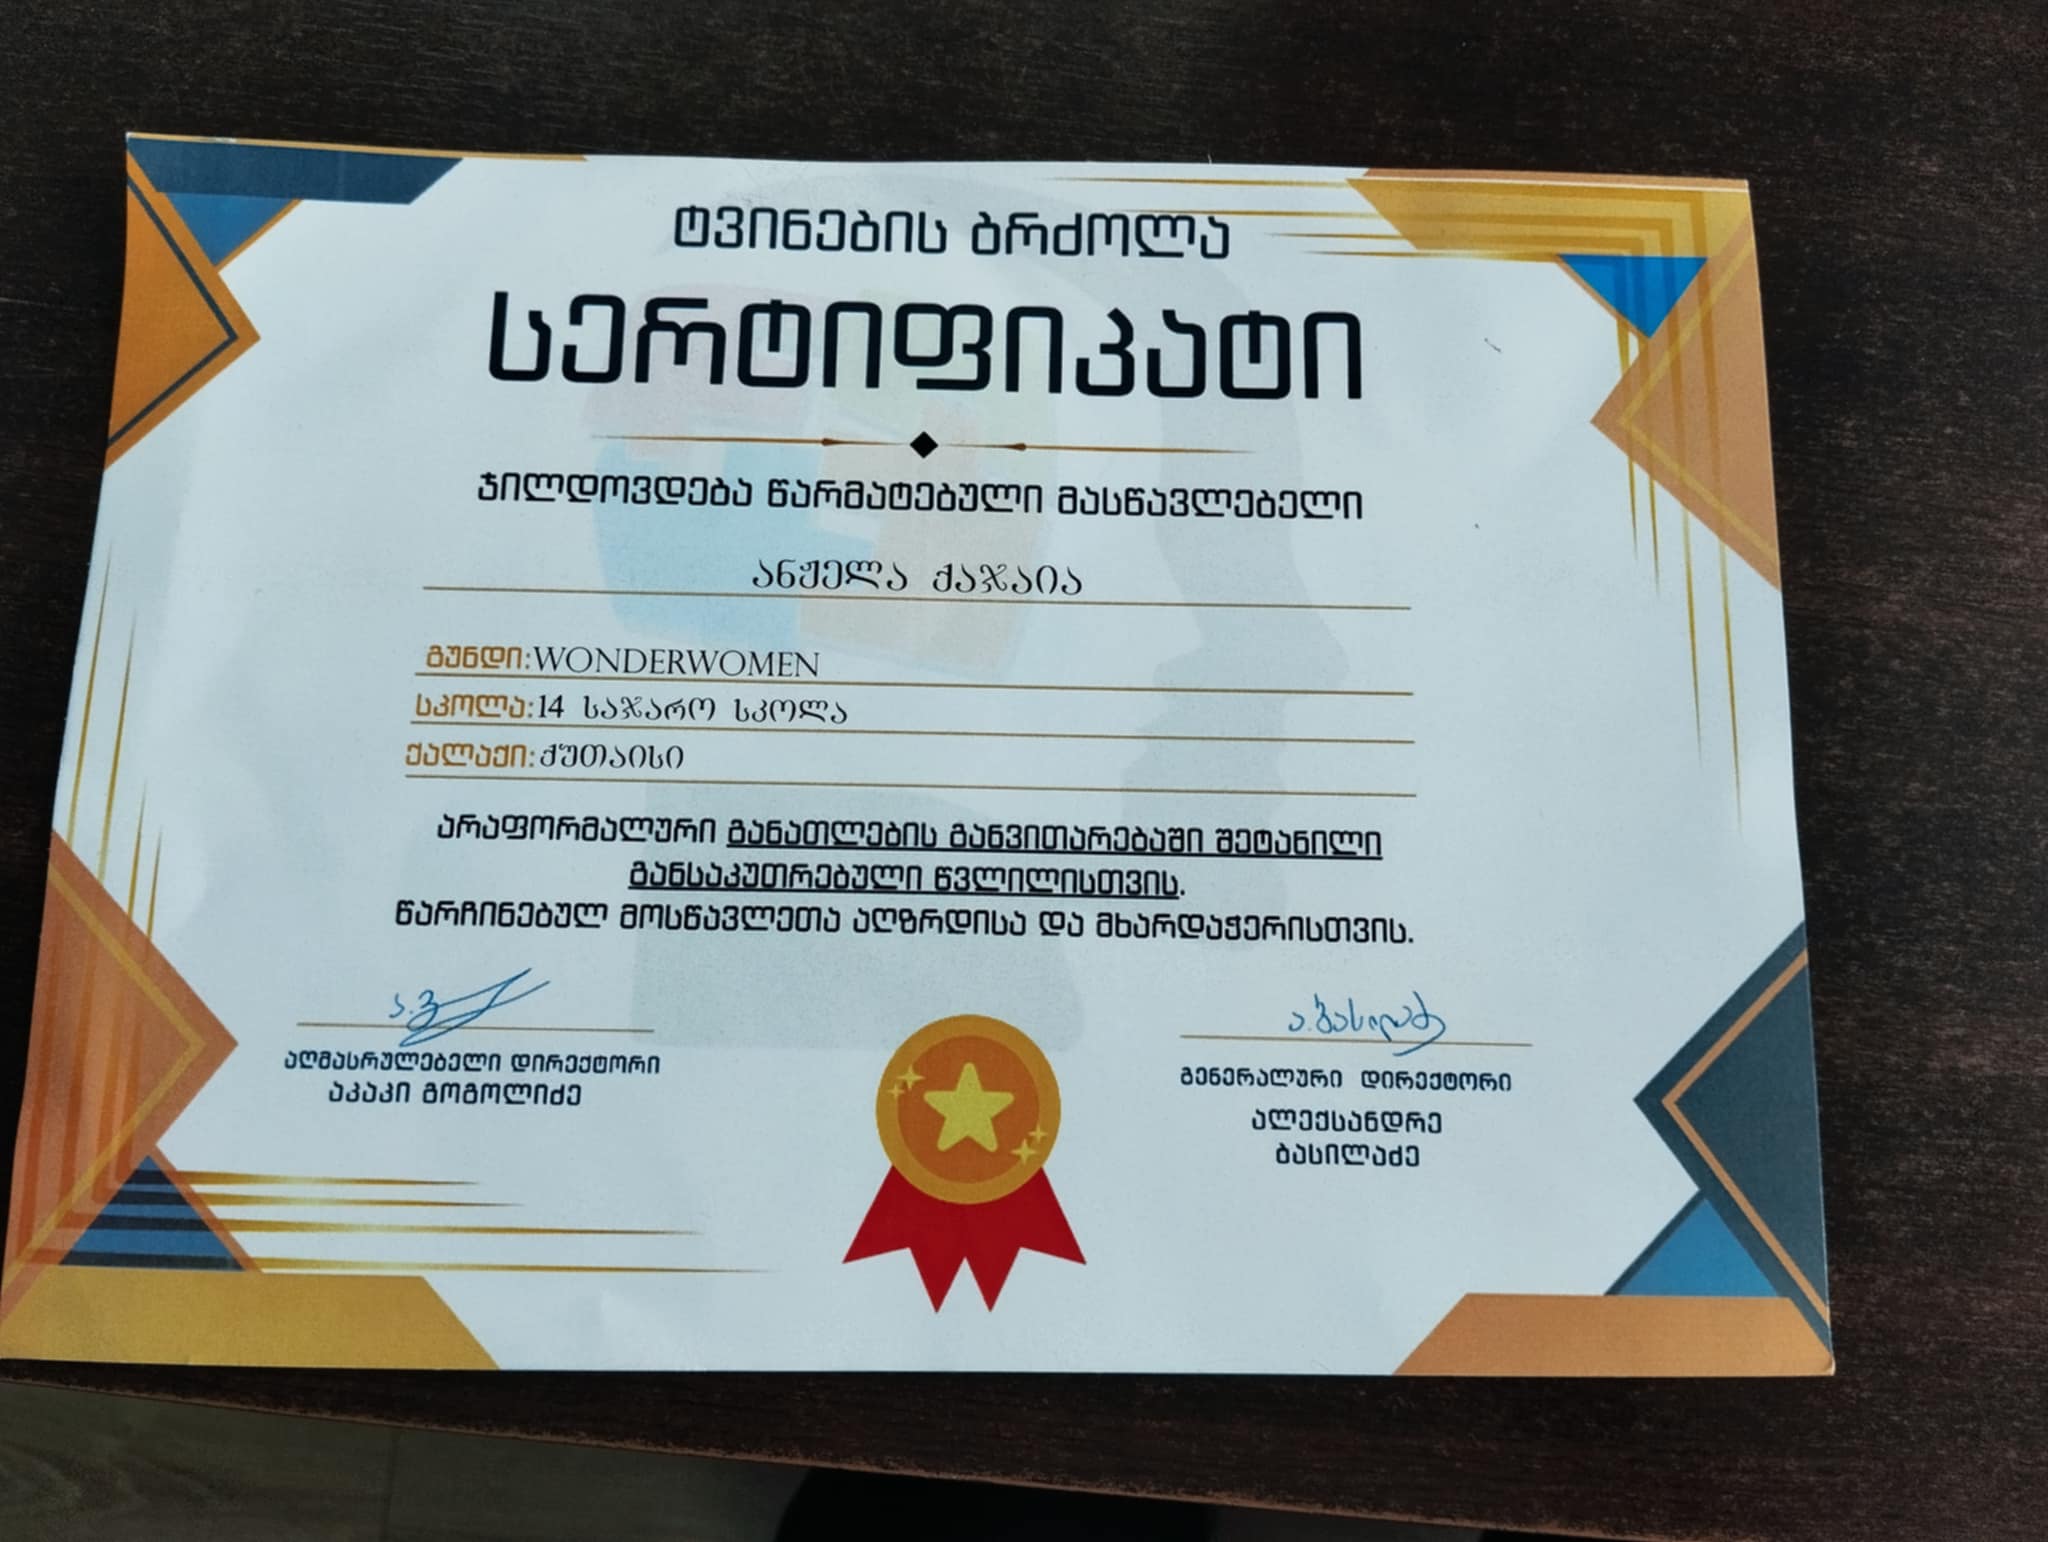 ტვინების ბრძოლა
სერტიფიკატი
ჯილდოვდება წარმატებული მასწავლებელი
ანჟელა ქაჯაია
გუნდი:WONDERWOMEN
სკოლა:14 საჯარო სკოლა
ქალაქი:ქუთაისი
არაფორმალური განათლების განვითარებაში შეტანილი
განსაკუთრებული წვლილისთვის.
წარჩინებულ მოსწავლეთა აღზრდისა და მხარდაჭერისთვის.
ა.ბასილაძე
აღმასრულებელი დირექტორი
აკაკი გოგოლიძე
გენერალური დირექტორი
ალექსანდრე
ბასილაძე